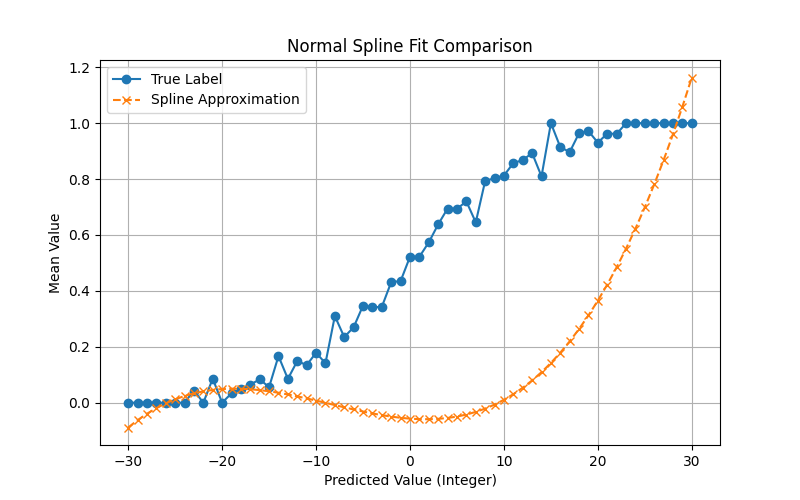 Normal Spline Fit Comparison
True Label
Spline Approximation
1.2
1.0
0.8
0.6
0.4
0.2
0.0
Mean Value
−30
−20
−10
0
10
20
30
Predicted Value (Integer)